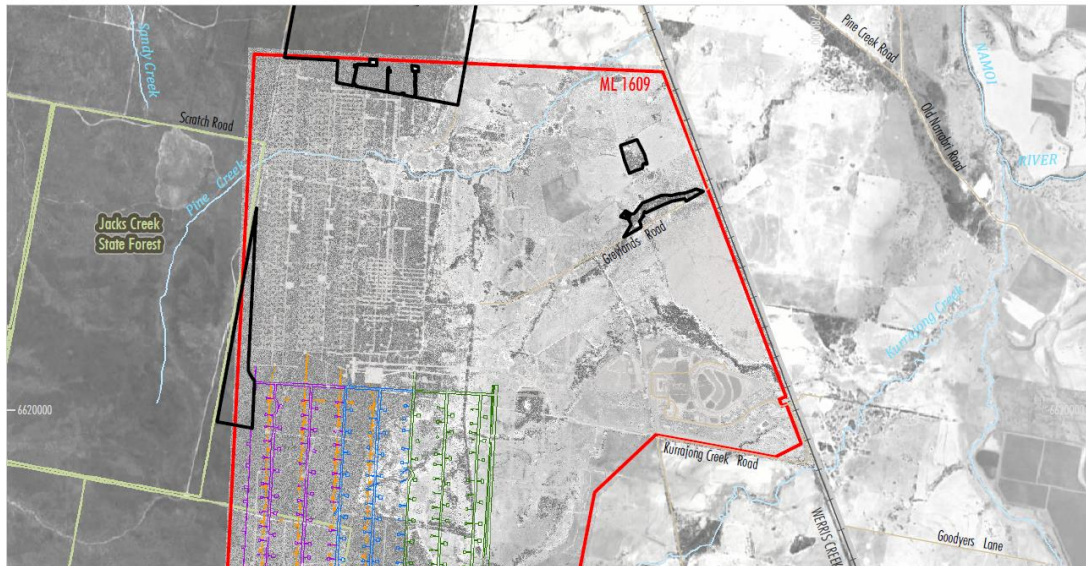 Sandy Creek
Scratch Road
Pine Creek
Jacks Creek
State Forest
ML 1609
Pine Creek Road
Old Narrabri Road
NAMOI
RIVER
Greylands Road
Kurrajong Creek
6620000
6620000
Kurrajong Creek Road
WERRIS CREEK
Goodyers Lane